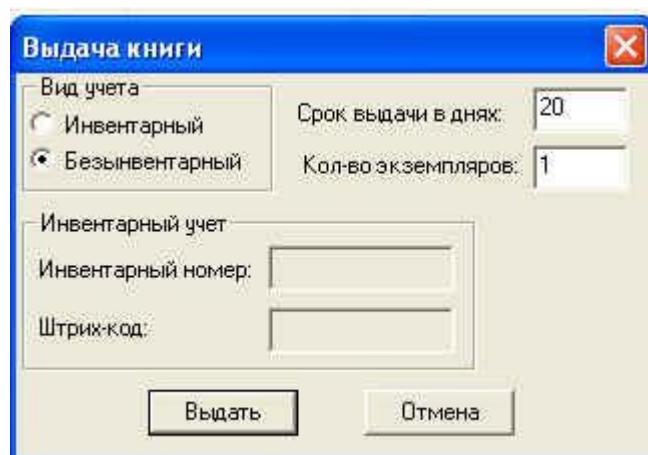 Выдача книги
Вид учета
Инвентарный
Безынвентарный
Срок выдачи в днях: 20
Кол-во экземпляров: 1
Инвентарный учет
Инвентарный номер:
Штрих-код:
Выдать Отмена